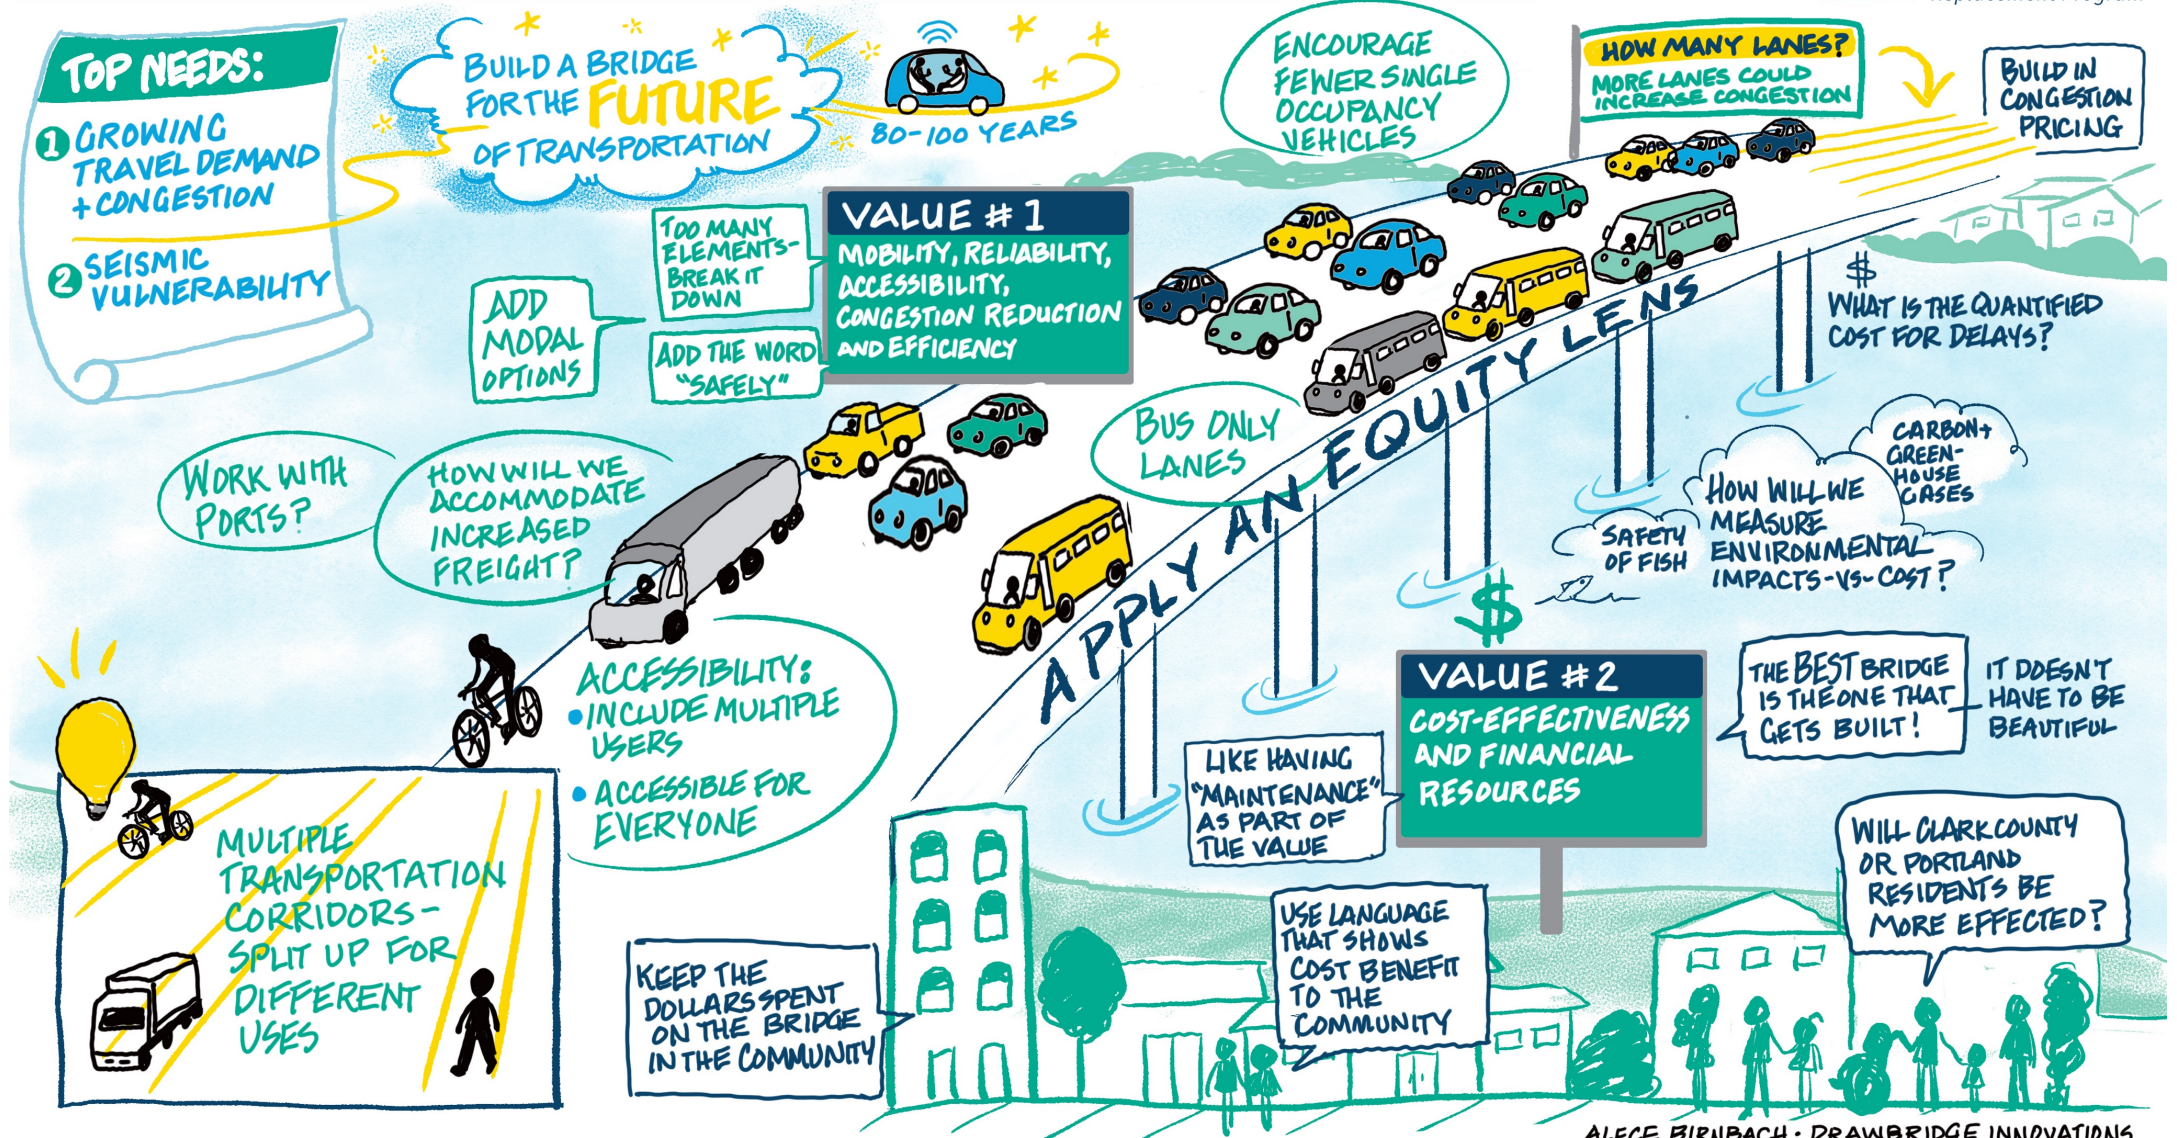 Replacement Program
TOP NEEDS:
1 GROWING
TRAVEL DEMAND
+ CONGESTION
2 SEISMIC
VULNERABILITY
BUILD A BRIDGE
FOR THE FUTURE
OF TRANSPORTATION
80-100 YEARS
ENCOURAGE
FEWER SINGLE
OCCUPANCY
VEHICLES
HOW MANY LANES?
MORE LANES COULD
INCREASE CONGESTION
BUILD IN
CONGESTION
PRICING
TOO MANY
ELEMENTS-
BREAK IT
DOWN
ADD
MODAL
OPTIONS
ADD THE WORD
"SAFELY"
VALUE #1
MOBILITY, RELIABILITY,
ACCESSIBILITY,
CONGESTION REDUCTION
AND EFFICIENCY
$
WHAT IS THE QUANTIFIED
COST FOR DELAYS?
WORK WITH
PORTS?
HOW WILL WE
ACCOMMODATE
INCREASED
FREIGHT?
BUS ONLY
LANES
APPLY AN EQUITY LENS
CARBON+
GREEN-
HOUSE
GASES
SAFETY
OF FISH
HOW WILL WE
MEASURE
ENVIRONMENTAL
IMPACTS-VS-COST?
ACCESSIBILITY:
• INCLUDE MULTIPLE
USERS
• ACCESSIBLE FOR
EVERYONE
$
VALUE #2
COST-EFFECTIVENESS
AND FINANCIAL
RESOURCES
THE BEST BRIDGE
IS THE ONE THAT
GETS BUILT!
IT DOESN'T
HAVE TO BE
BEAUTIFUL
LIKE HAVING
"MAINTENANCE"
AS PART OF
THE VALUE
MULTIPLE
TRANSPORTATION
CORRIDORS-
SPLIT UP FOR
DIFFERENT
USES
KEEP THE
DOLLARS SPENT
ON THE BRIDGE
IN THE COMMUNITY
USE LANGUAGE
THAT SHOWS
COST BENEFIT
TO THE
COMMUNITY
WILL CLARK COUNTY
OR PORTLAND
RESIDENTS BE
MORE EFFECTED?
ALECE BIRNBACH • DRAWBRIDGE INNOVATIONS